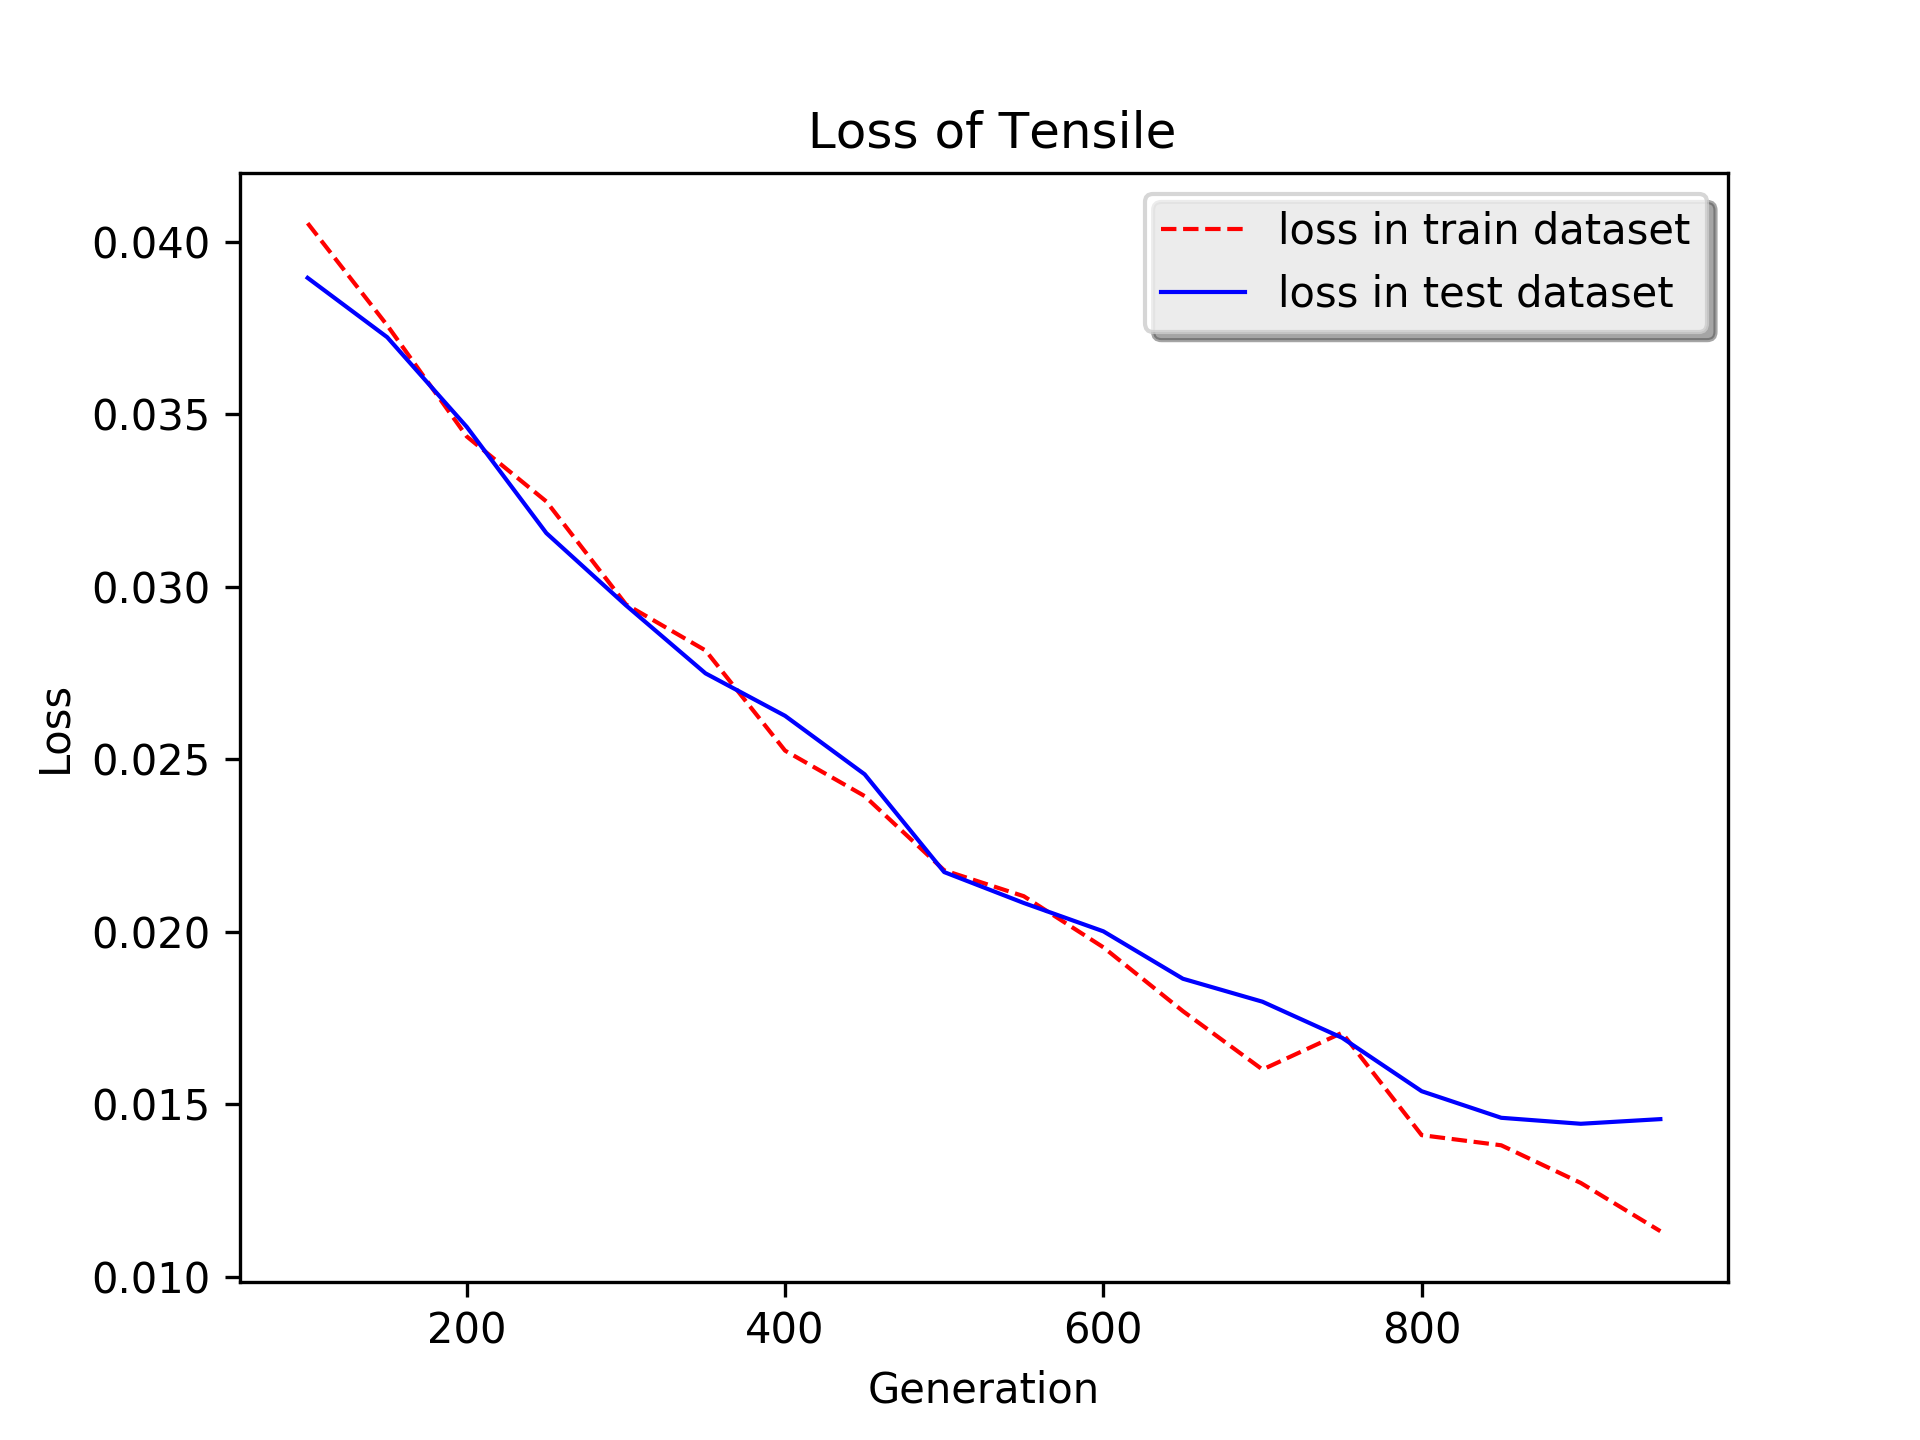 Loss of Tensile
loss in train dataset
loss in test dataset
0.040
0.035
0.030
0.025
0.020
0.015
0.010
Loss
200 400 600 800
Generation